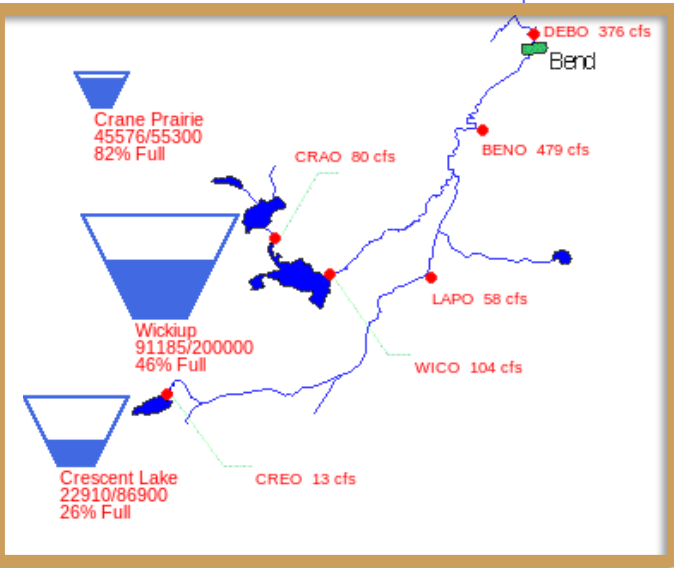 DEBO 376 cfs
Bend
Crane Prairie
45576/55300
82% Full
BENO 479 cfs
CRAO 80 cfs
LAPO 58 cfs
Wickiup
91185/200000
46% Full
WICO 104 cfs
Crescent Lake
22910/86900
26% Full
CREO 13 cfs